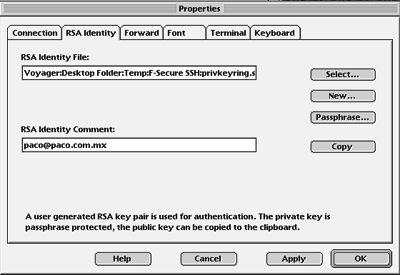 Properties
Connection RSA Identity Forward Font Terminal Keyboard
RSA Identity File:
Voyager:Desktop Folder:Temp:F-Secure SSH:privkeyring.s
Select...
New...
Passphrase...
RSA Identity Comment:
paco@paco.com.mx
Copy
A user generated RSA key pair is used for authentication. The private key is
passphrase protected, the public key can be copied to the clipboard.
Help Cancel Apply OK